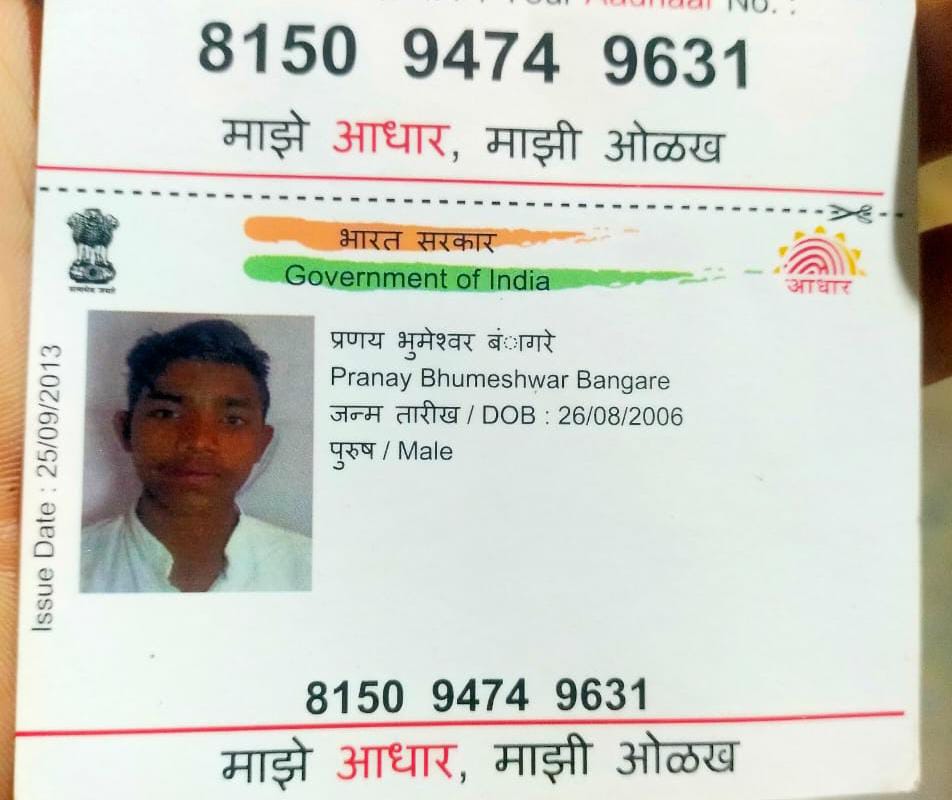 Your Aadhaar No. :
8150 9474 9631
माझे आधार, माझी ओळख
भारत सरकार
Government of India
सत्यमेव जयते
आधार
Issue Date : 25/09/2013
प्रणय भुमेश्वर बंागरे
Pranay Bhumeshwar Bangare
जन्म तारीख / DOB : 26/08/2006
पुरुष / Male
8150 9474 9631
माझे आधार, माझी ओळख